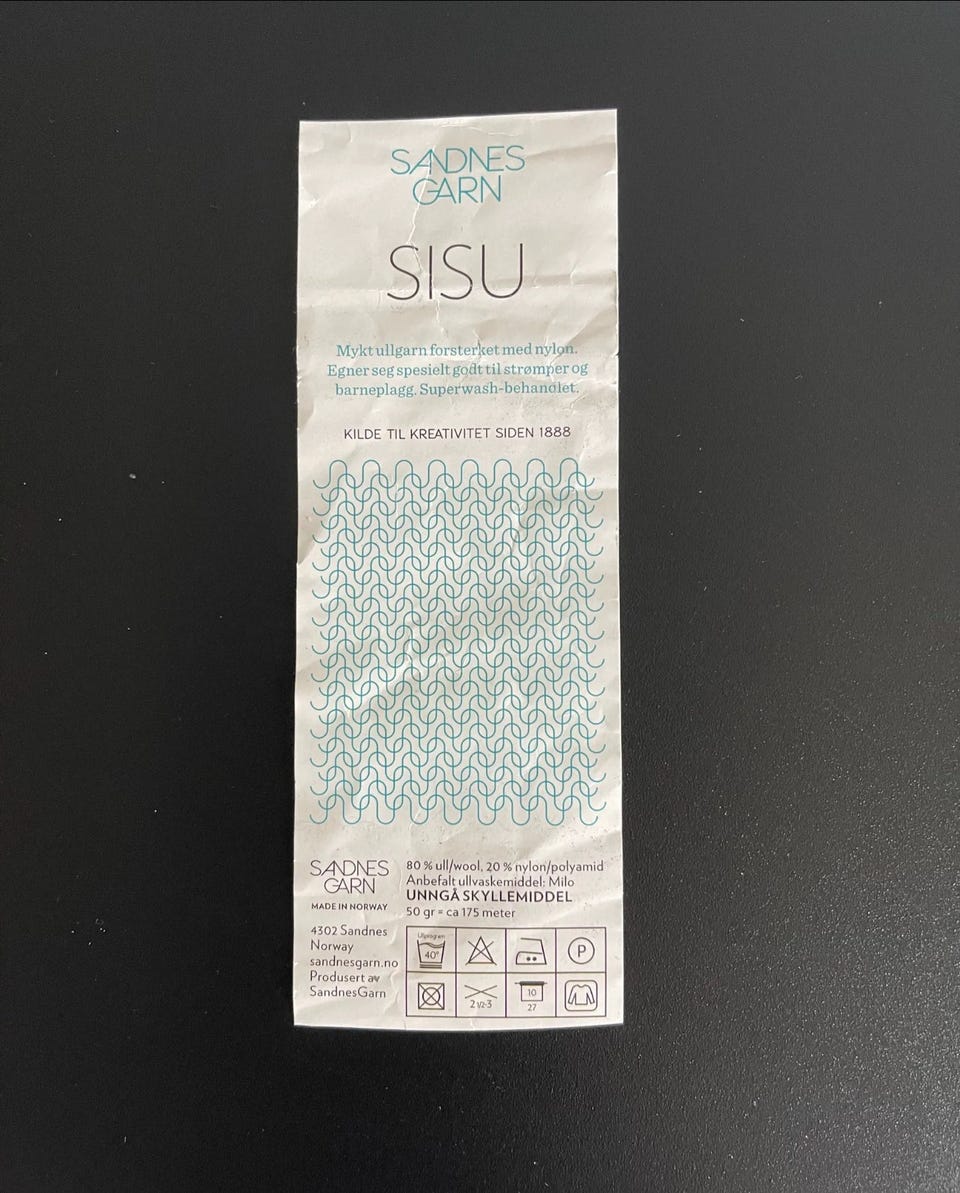 SANDNES
GARN
SISU
Mykt ullgarn forsterket med nylon.
Egner seg spesielt godt til strømper og
barneplagg. Superwash-behandlet.
KILDE TIL KREATIVITET SIDEN 1888
SANDNES
GARN
MADE IN NORWAY
4302 Sandnes
Norway
sandnesgarn.no
Produsert av
SandnesGarn
80 % ull/wool, 20 % nylon/polyamid
Anbefalt ullvaskemiddel: Milo
UNNGÅ SKYLLEMIDDEL
50 gr = ca 175 meter
Ullprogram
40°
P
2 1/2-3
10
27